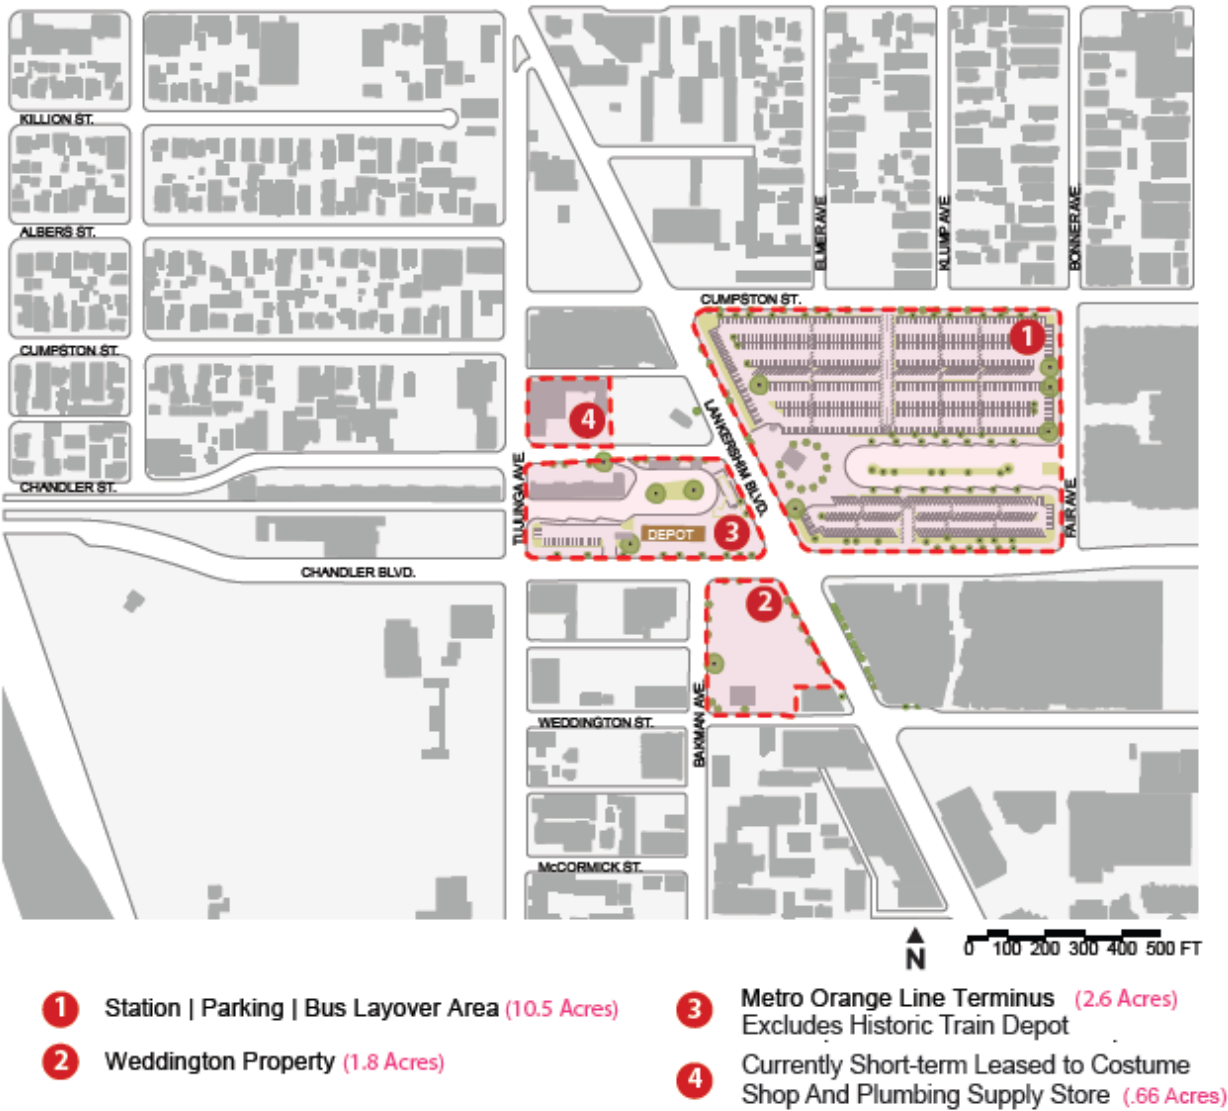 KILLION ST.
ALBERS ST.
CUMPSTON ST.
CHANDLER ST.
CHANDLER BLVD.
TUJUNGA AVE.
ELMER AVE.
KLUMP AVE.
BONNER AVE.
CUMPSTON ST.
1
4
LANKERSHIM BLVD.
FAIR AVE.
DEPOT
3
2
BAKMAN AVE.
WEDDINGTON ST.
McCORMICK ST.
N
0 100 200 300 400 500 FT
1 Station | Parking | Bus Layover Area (10.5 Acres)
2 Weddington Property (1.8 Acres)
3 Metro Orange Line Terminus (2.6 Acres)
Excludes Historic Train Depot
4 Currently Short-term Leased to Costume
Shop And Plumbing Supply Store (.66 Acres)